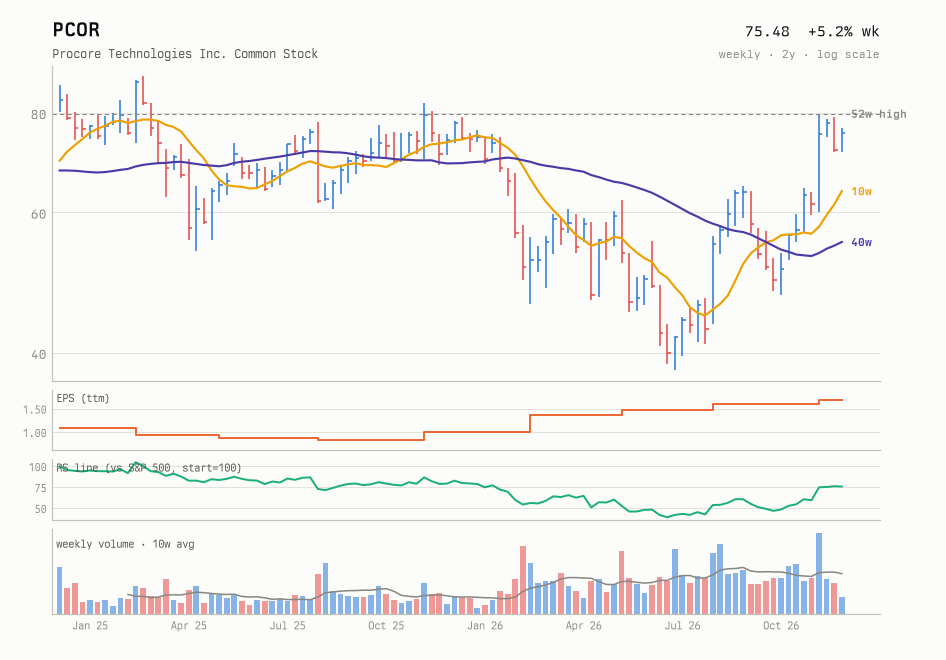 PCOR
75.48 +5.2% wk
Procore Technologies Inc. Common Stock
weekly · 2y · log scale
80
52w high
10w
60
40w
40
EPS (ttm)
1.50
1.00
RS line (vs S&P 500, start=100)
100
75
50
weekly volume · 10w avg
Jan 25 Apr 25 Jul 25 Oct 25 Jan 26 Apr 26 Jul 26 Oct 26